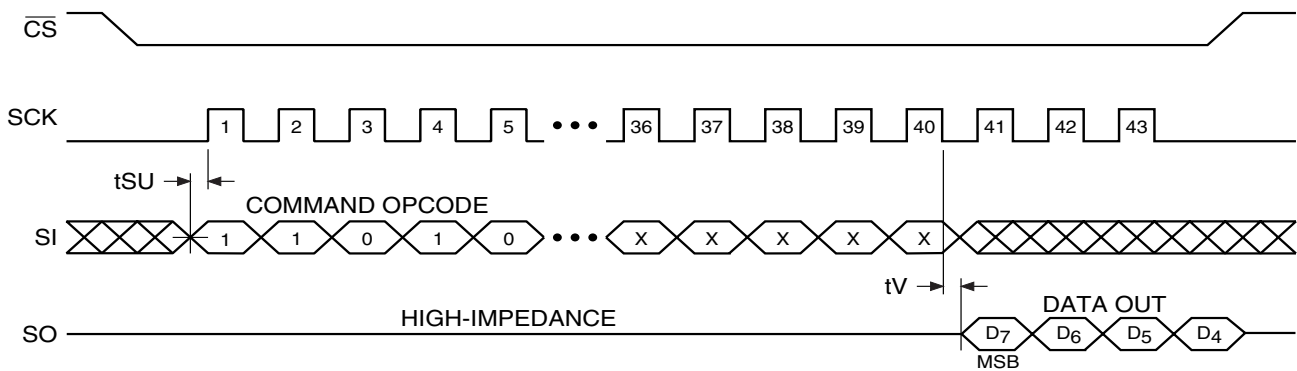 CS
SCK
1 2 3 4 5 ••• 36 37 38 39 40 41 42 43
tSU
COMMAND OPCODE
SI
1 1 0 1 0 ••• X X X X X
tV
HIGH-IMPEDANCE
DATA OUT
SO
D7 D6 D5 D4
MSB